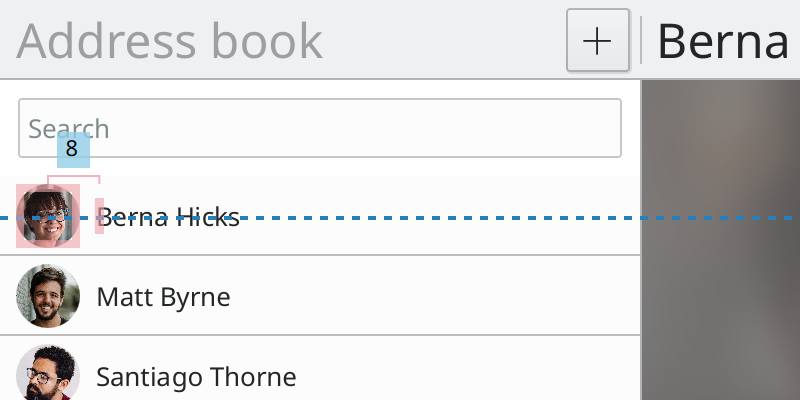 Address book
Berna
Search
8
Berna Hicks
Matt Byrne
Santiago Thorne